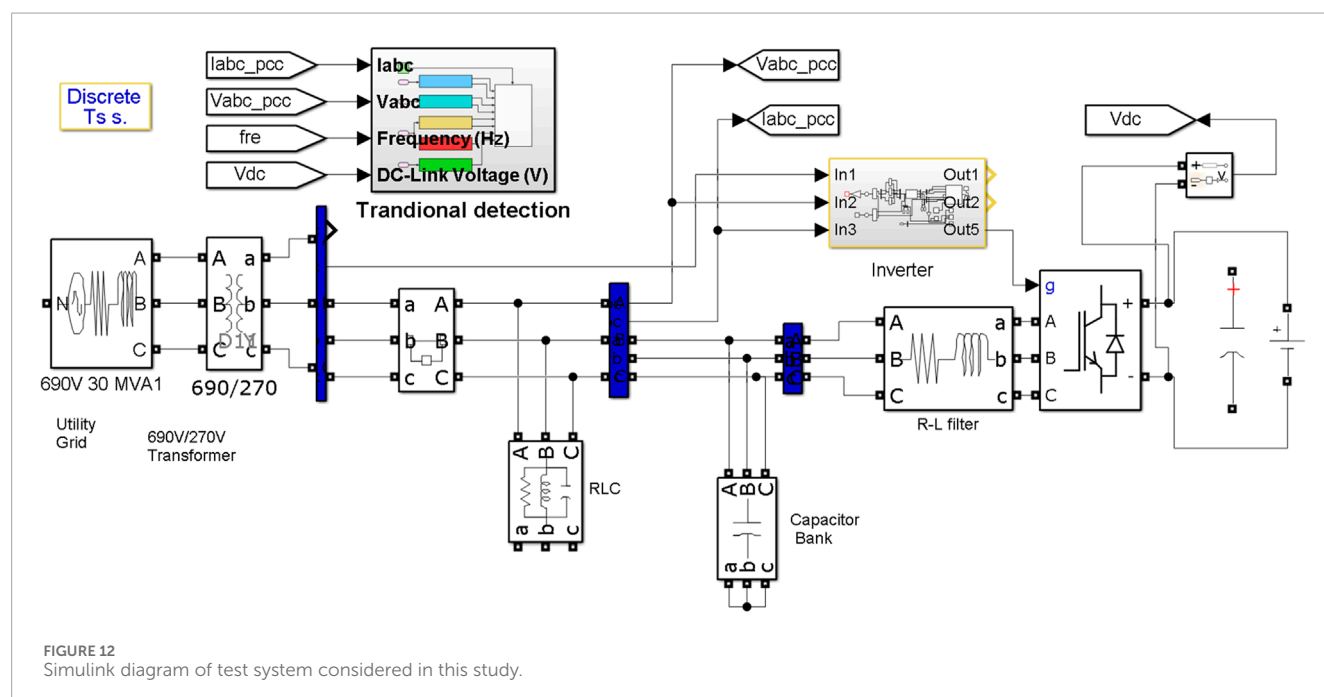 Iabc_pcc
Vabc_pcc
fre
Vdc
Discrete
Ts s.
Iabc
Vabc
Frequency (Hz)
DC-Link Voltage (V)
Trandional detection
Vabc_pcc
Iabc_pcc
Vdc
+
-
v
In1
In2
In3
Out1
Out2
Out5
Inverter
N
A
B
C
690V 30 MVA1
Utility
Grid
A
B
C
a
b
c
D1Y
690/270
690V/270V
Transformer
a
b
c
A
B
C
A
B
C
a
b
c
RLC
A
c
B
b
C
A
B
C
a
b
c
Capacitor
Bank
A
B
C
A
B
C
a
b
c
R-L filter
g
A
B
C
+
-
+
+
FIGURE 12
Simulink diagram of test system considered in this study.